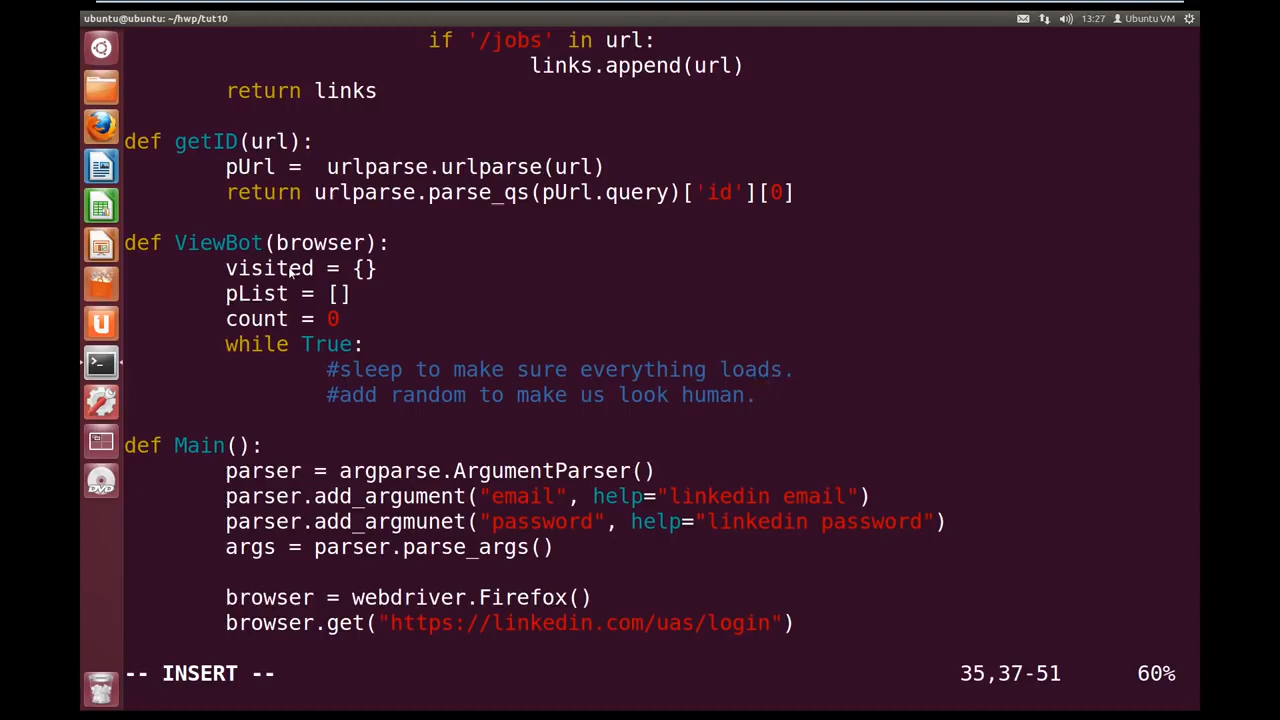 ubuntu@ubuntu: ~/hwp/tut10
13:27 Ubuntu VM
if '/jobs' in url:
links.append(url)
return links
def getID(url):
pUrl =  urlparse.urlparse(url)
return urlparse.parse_qs(pUrl.query)['id'][0]
def ViewBot(browser):
visited = {}
pList = []
count = 0
while True:
#sleep to make sure everything loads.
#add random to make us look human.
def Main():
parser = argparse.ArgumentParser()
parser.add_argument("email", help="linkedin email")
parser.add_argmunet("password", help="linkedin password")
args = parser.parse_args()
browser = webdriver.Firefox()
browser.get("https://linkedin.com/uas/login")
-- INSERT --
35,37-51
60%